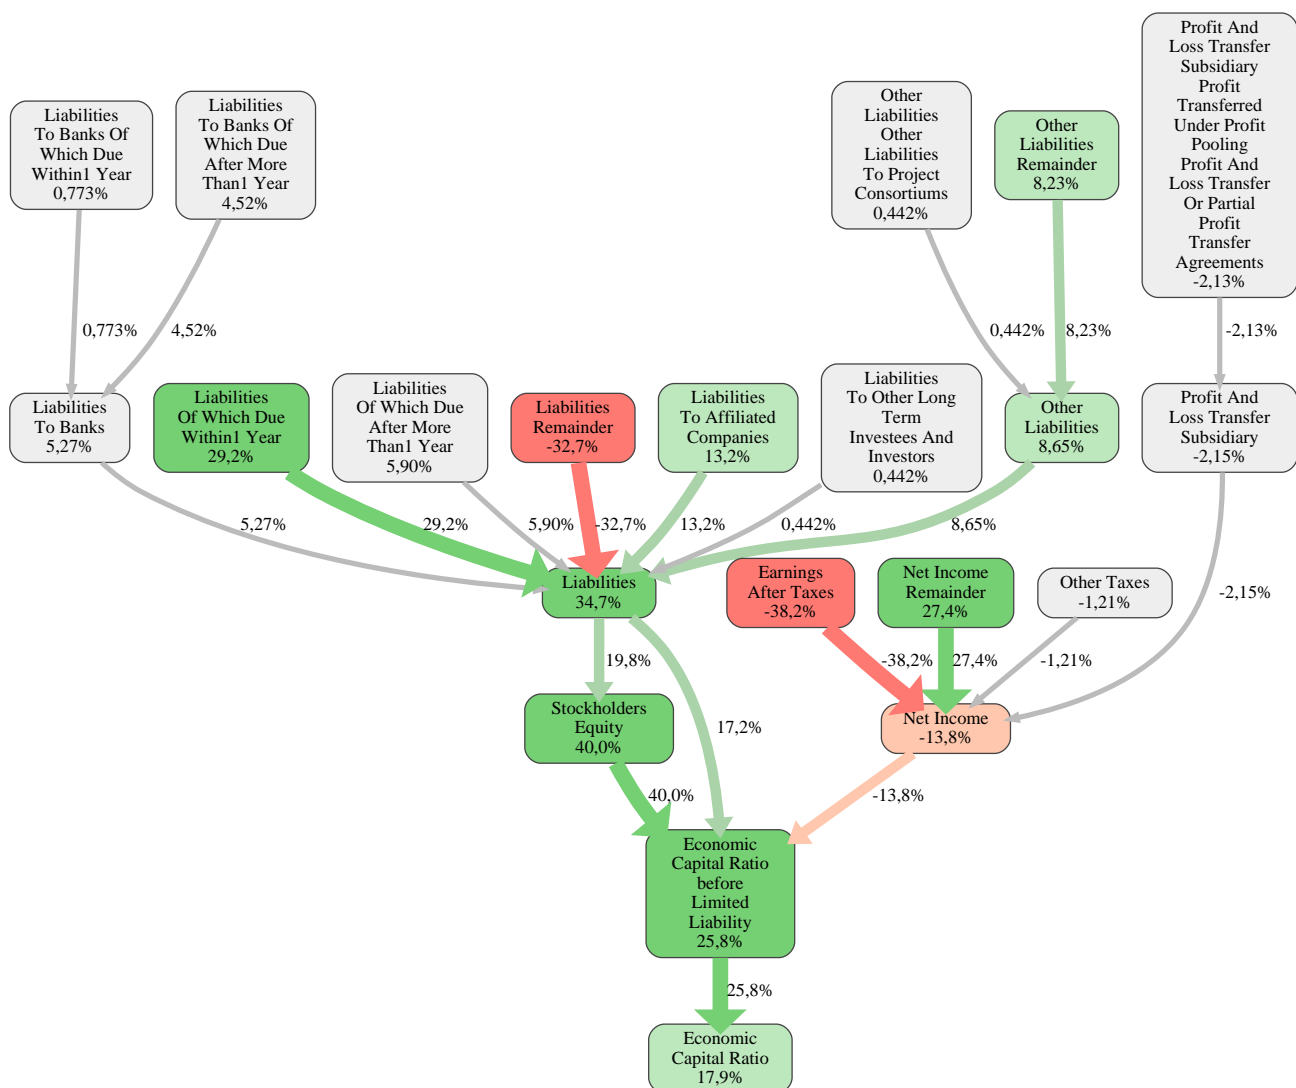 Profit And
Loss Transfer
Subsidiary
Profit
Transferred
Under Profit
Pooling
Profit And
Loss Transfer
Or Partial
Profit
Transfer
Agreements
-2,13%
Liabilities
To Banks Of
Which Due
Within1 Year
0,773%
Liabilities
To Banks Of
Which Due
After More
Than1 Year
4,52%
Other
Liabilities
Other
Liabilities
To Project
Consortiums
0,442%
Other
Liabilities
Remainder
8,23%
0,773%
4,52%
0,442%
8,23%
-2,13%
Liabilities
To Banks
5,27%
Liabilities
Of Which Due
Within1 Year
29,2%
Liabilities
Of Which Due
After More
Than1 Year
5,90%
Liabilities
Remainder
-32,7%
Liabilities
To Affiliated
Companies
13,2%
Liabilities
To Other Long
Term
Investees And
Investors
0,442%
Other
Liabilities
8,65%
Profit And
Loss Transfer
Subsidiary
-2,15%
5,27%
29,2%
5,90%
-32,7%
13,2%
0,442%
8,65%
-2,15%
Liabilities
34,7%
Earnings
After Taxes
-38,2%
Net Income
Remainder
27,4%
Other Taxes
-1,21%
19,8%
17,2%
-38,2%
27,4%
-1,21%
Stockholders
Equity
40,0%
Net Income
-13,8%
40,0%
-13,8%
Economic
Capital Ratio
before
Limited
Liability
25,8%
25,8%
Economic
Capital Ratio
17,9%